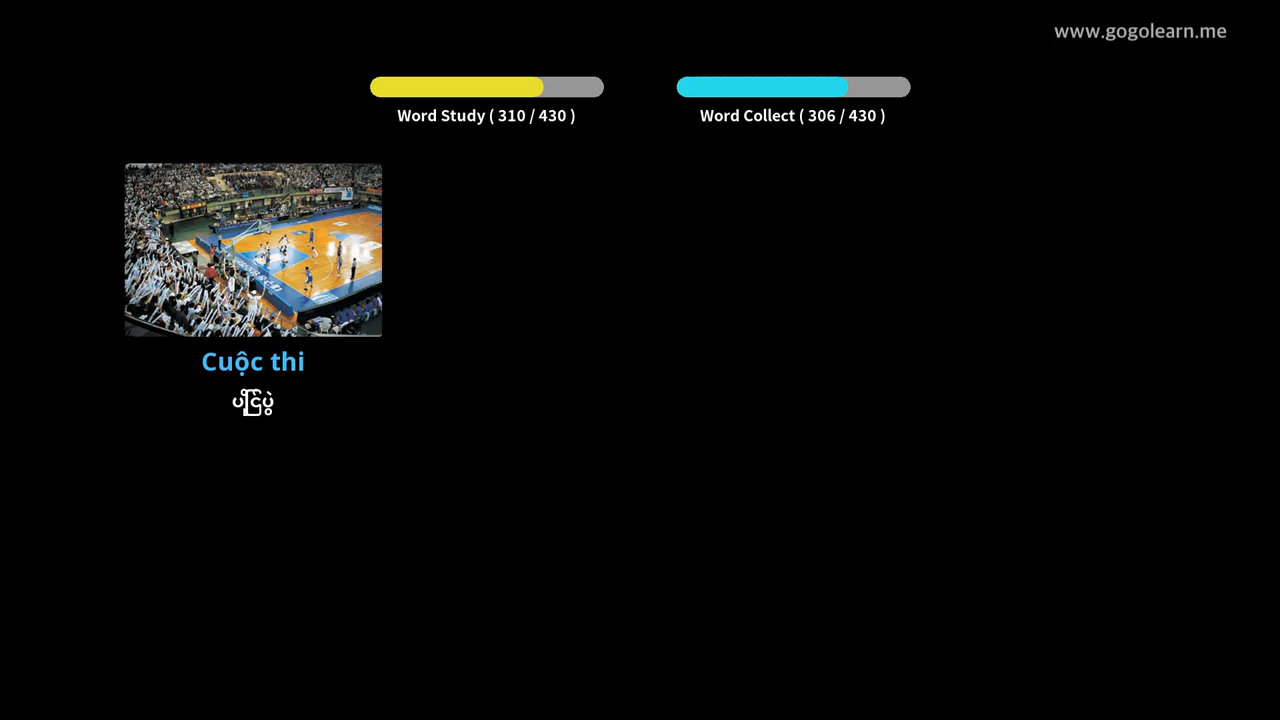 www.gogolearn.me
Word Study ( 310 / 430 )
Word Collect ( 306 / 430 )
Cuộc thi
ပြိုင်ပွဲ